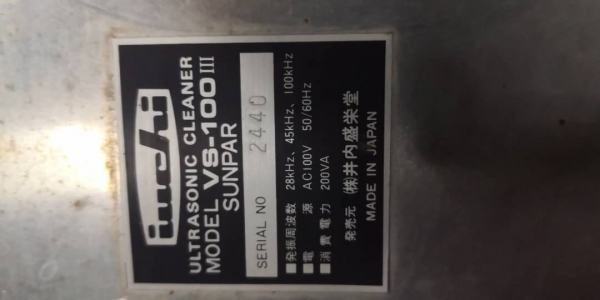 iuchi
ULTRASONIC CLEANER
MODEL VS-100III
SUNPAR
SERIAL NO 2440
■発振周波数 28kHz、45kHz、100kHz
■電 源 AC100V 50/60Hz
■消費電力 200VA
発売元 (株)井内盛栄堂
MADE IN JAPAN